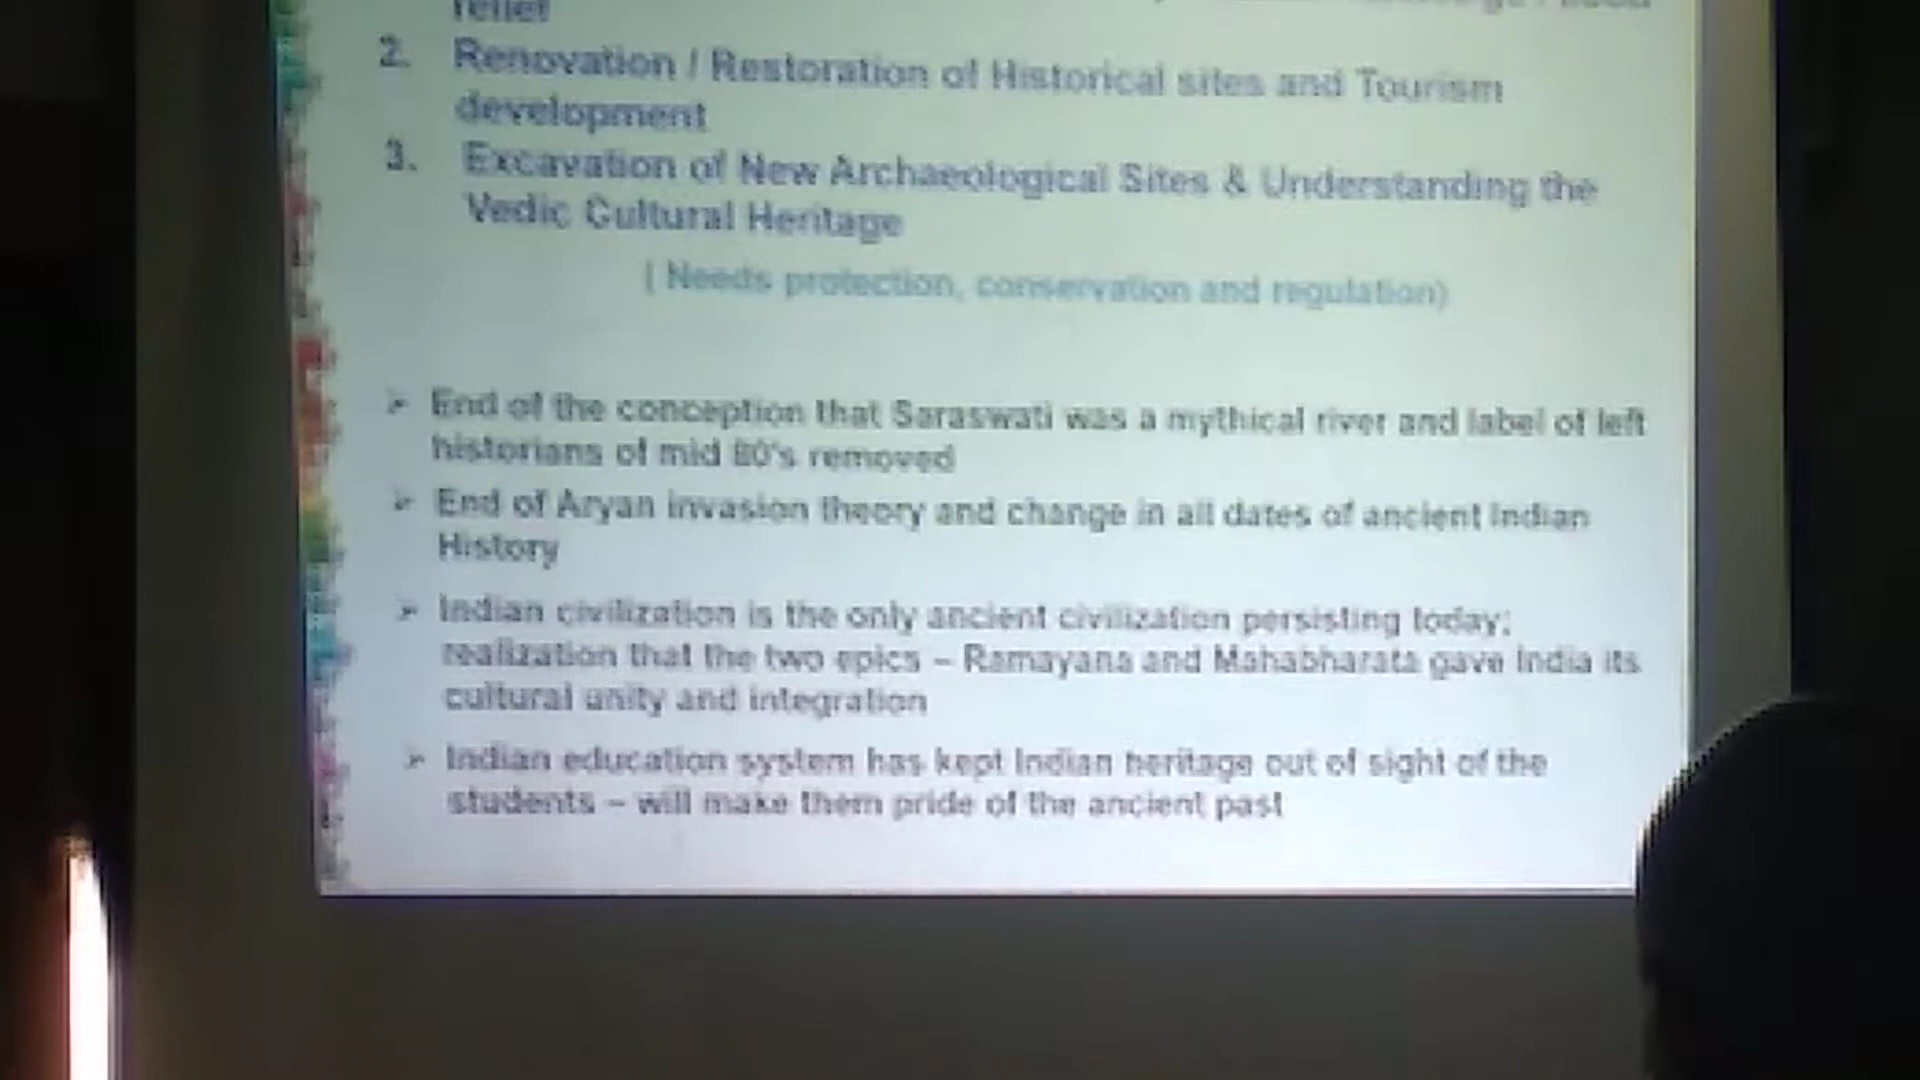 relief
2. Renovation / Restoration of Historical sites and Tourism
development
3. Excavation of New Archaeological Sites & Understanding the
Vedic Cultural Heritage
( Needs protection, conservation and regulation)
➢ End of the conception that Saraswati was a mythical river and label of left
historians of mid 80's removed
➢ End of Aryan invasion theory and change in all dates of ancient Indian
History
➢ Indian civilization is the only ancient civilization persisting today;
realization that the two epics – Ramayana and Mahabharata gave India its
cultural unity and integration
➢ Indian education system has kept Indian heritage out of sight of the
students – will make them pride of the ancient past